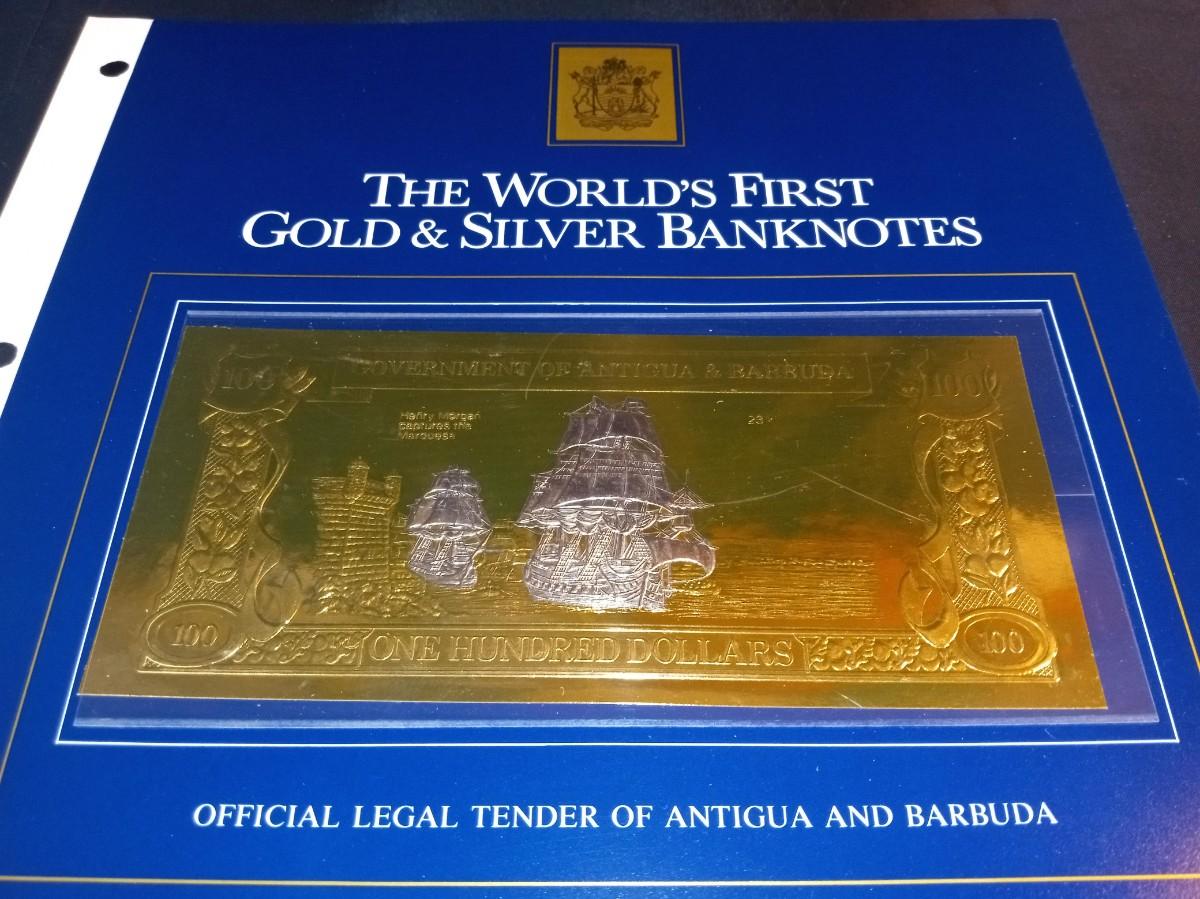 THE WORLD'S FIRST
GOLD & SILVER BANKNOTES
100
GOVERNMENT OF ANTIGUA & BARBUDA
100
Henry Morgan
captures the
Marquesa
23
100
ONE HUNDRED DOLLARS
100
OFFICIAL LEGAL TENDER OF ANTIGUA AND BARBUDA